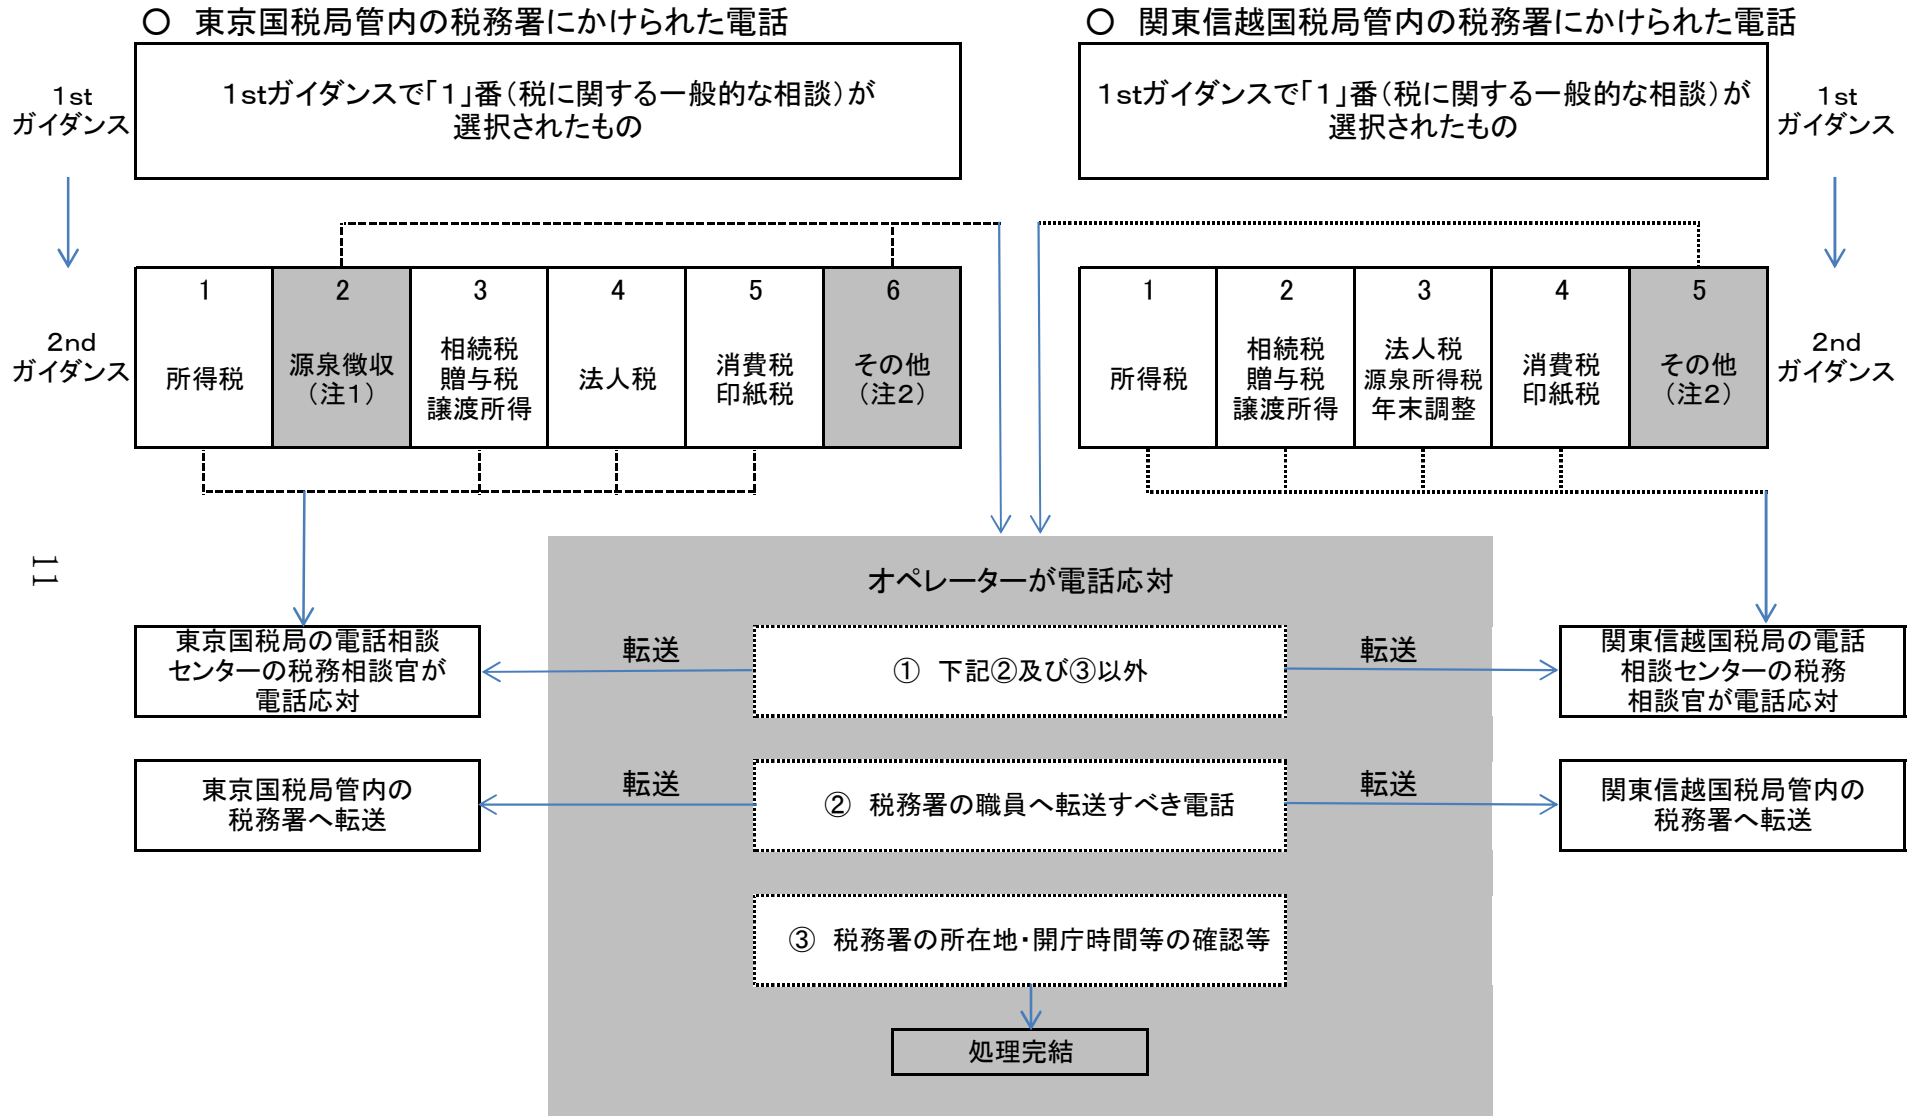 ○ 東京国税局管内の税務署にかけられた電話
1st
ガイダンス
1stガイダンスで「1」番(税に関する一般的な相談)が
選択されたもの
2nd
ガイダンス
1
所得税
2
源泉徴収
(注1)
3
相続税
贈与税
譲渡所得
4
法人税
5
消費税
印紙税
6
その他
(注2)
○ 関東信越国税局管内の税務署にかけられた電話
1stガイダンスで「1」番(税に関する一般的な相談)が
選択されたもの
1st
ガイダンス
1
所得税
2
相続税
贈与税
譲渡所得
3
法人税
源泉所得税
年末調整
4
消費税
印紙税
5
その他
(注2)
2nd
ガイダンス
11
オペレーターが電話応対
東京国税局の電話相談
センターの税務相談官が
電話応対
転送
① 下記②及び③以外
転送
関東信越国税局の電話
相談センターの税務
相談官が電話応対
東京国税局管内の
税務署へ転送
転送
② 税務署の職員へ転送すべき電話
転送
関東信越国税局管内の
税務署へ転送
③ 税務署の所在地・開庁時間等の確認等
処理完結